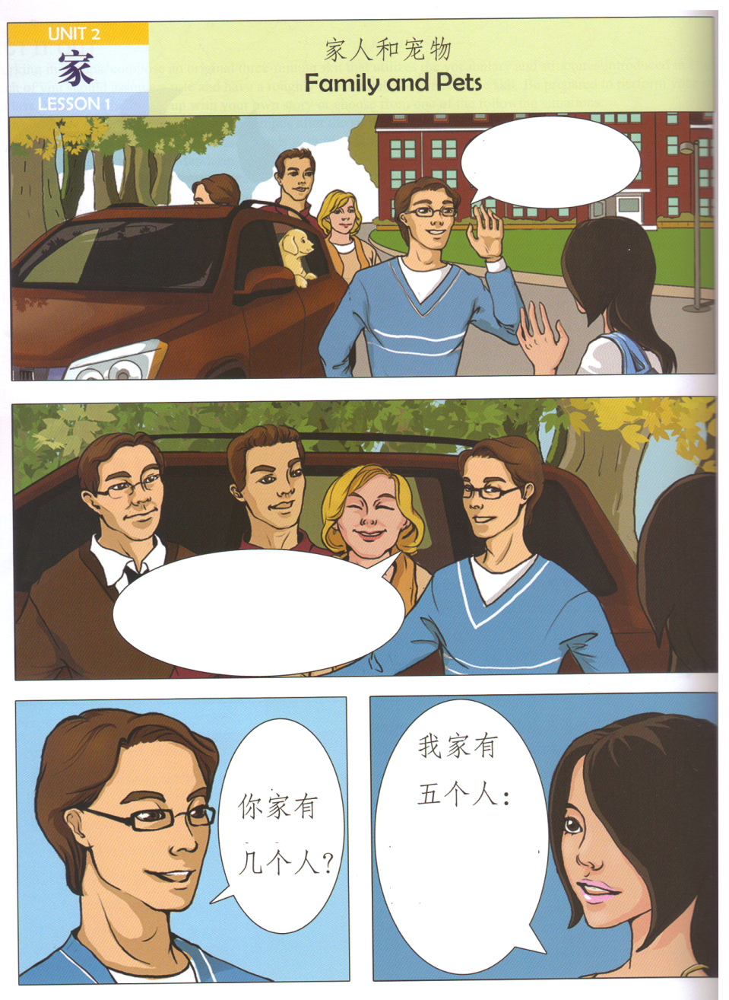 UNIT 2
家
LESSON 1
家人和宠物
Family and Pets
你家有
几个人?
我家有
五个人: